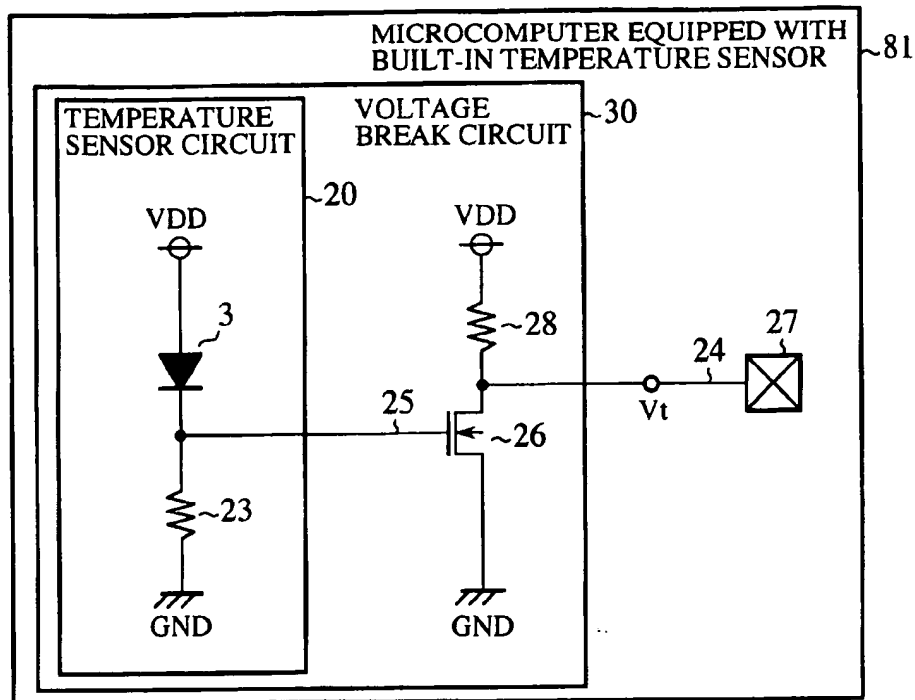 MICROCOMPUTER EQUIPPED WITH
BUILT-IN TEMPERATURE SENSOR
~81
TEMPERATURE
SENSOR CIRCUIT
VOLTAGE
BREAK CIRCUIT
~30
~20
VDD
VDD
3
~28
27
24
Vt
25
~26
~23
GND
GND